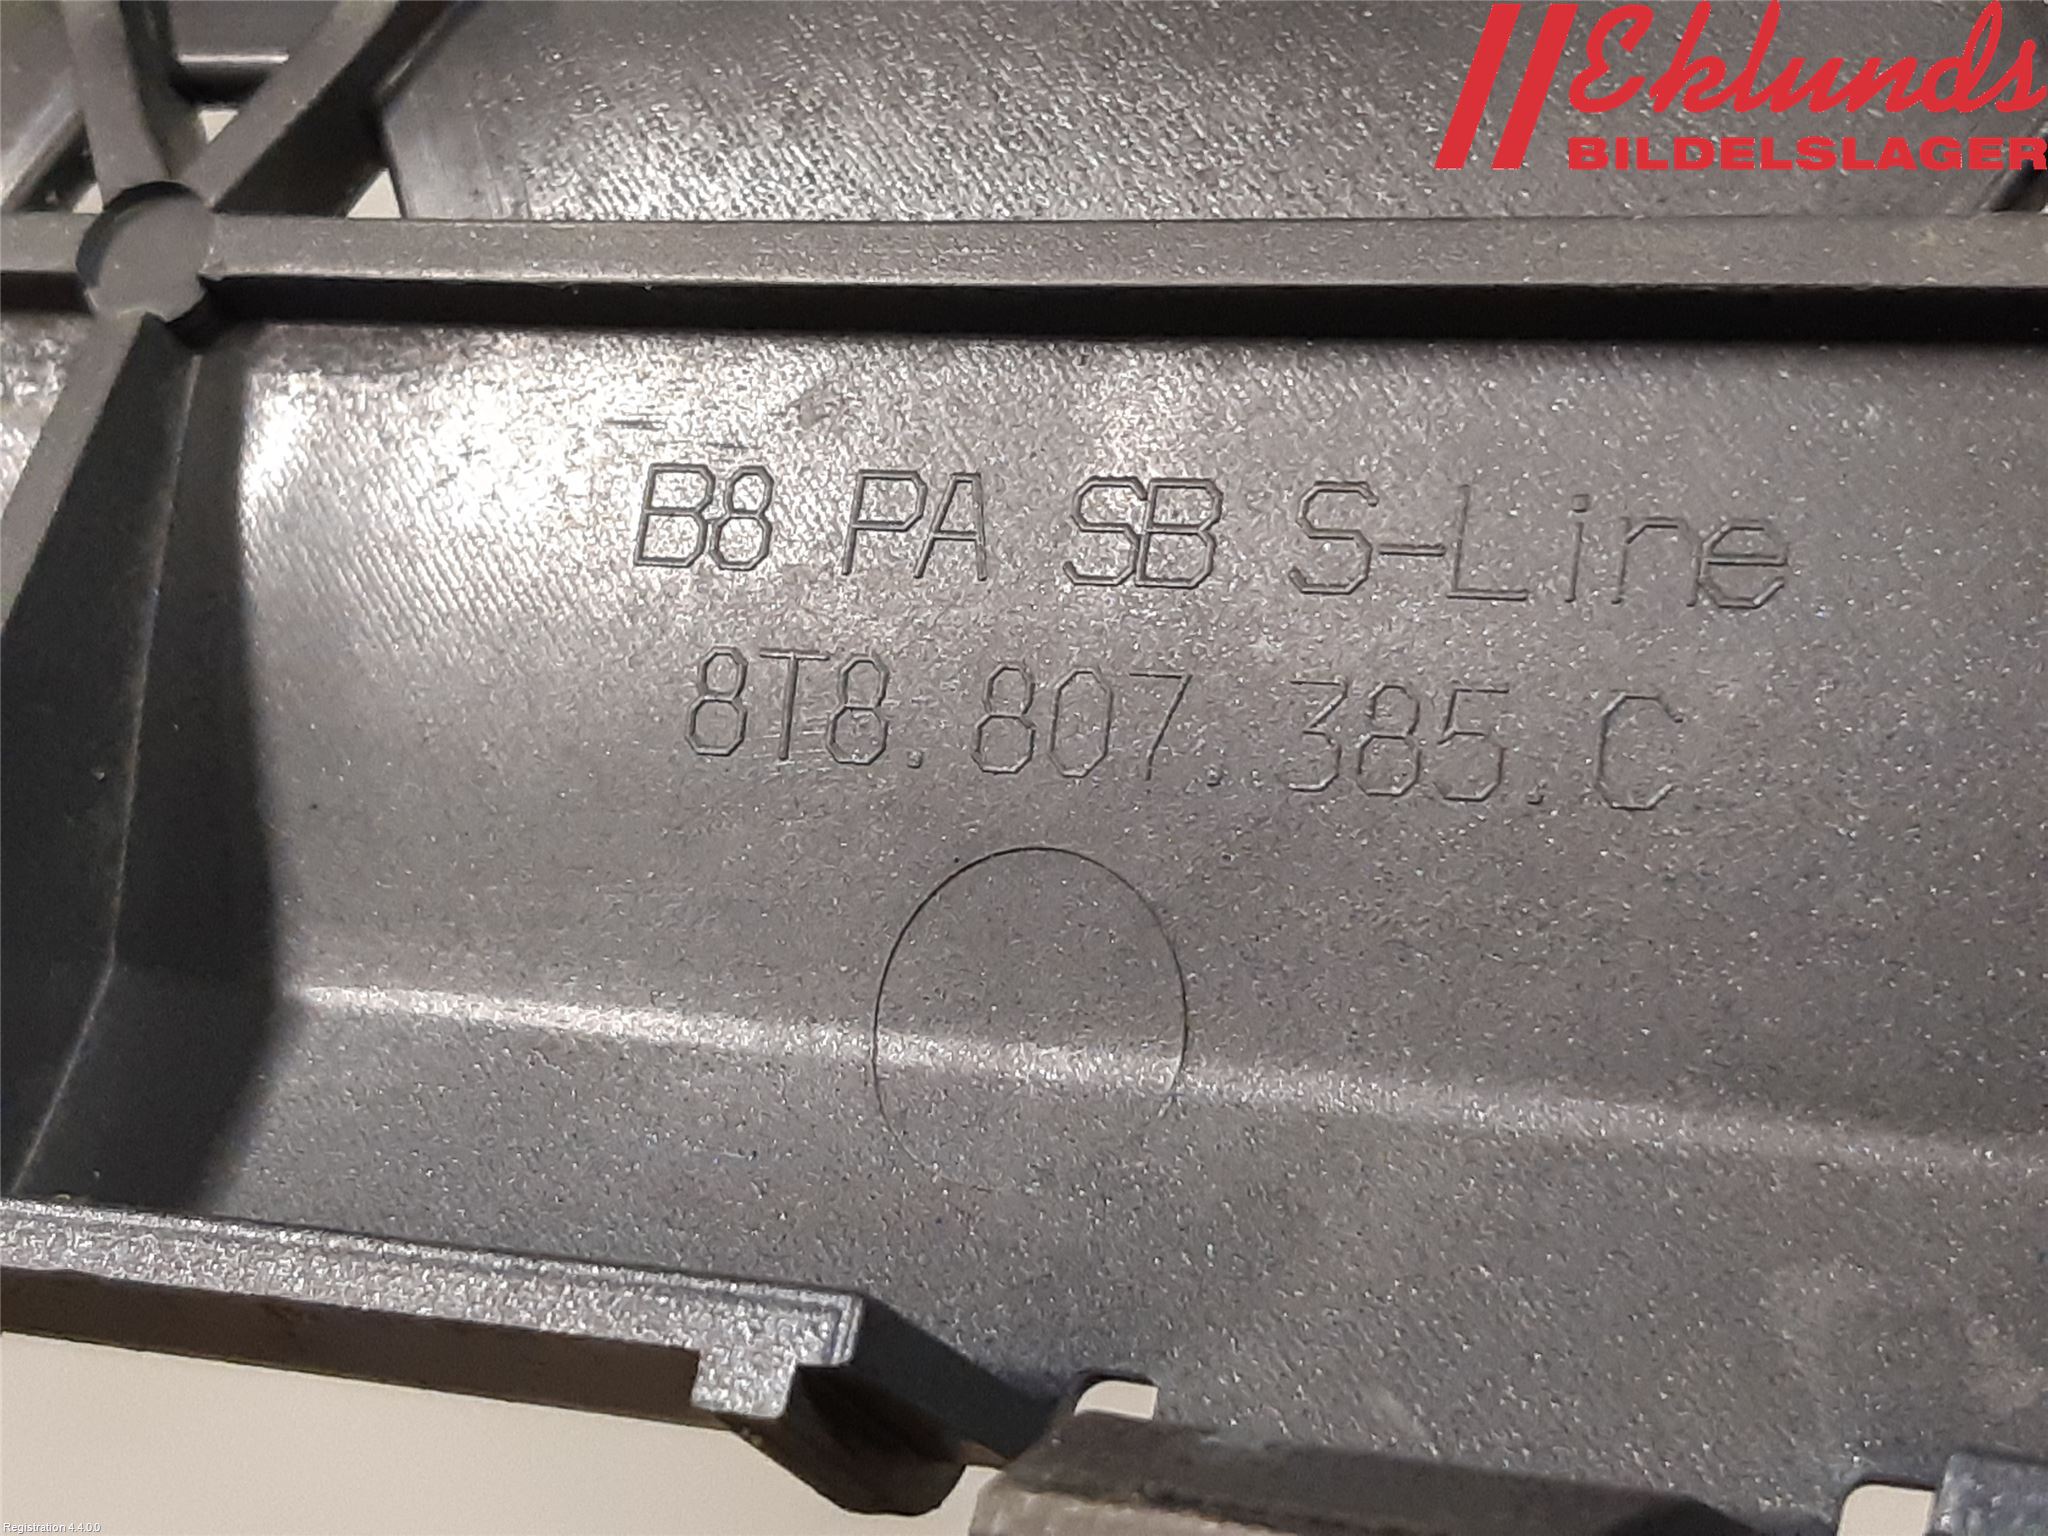 Eklunds
BILDELSLAGER
B8 PA SB S-Line
8T8.807.385.C
Registration 4.4.0.0